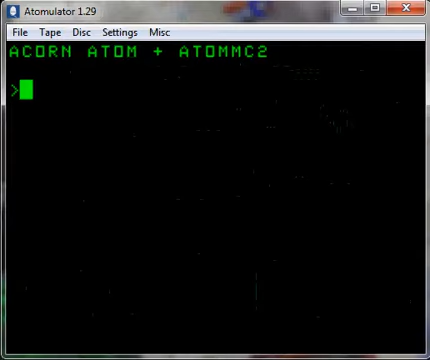 Atomulator 1.29
File Tape Disc Settings Misc
ACORN ATOM + ATOMMC2
>